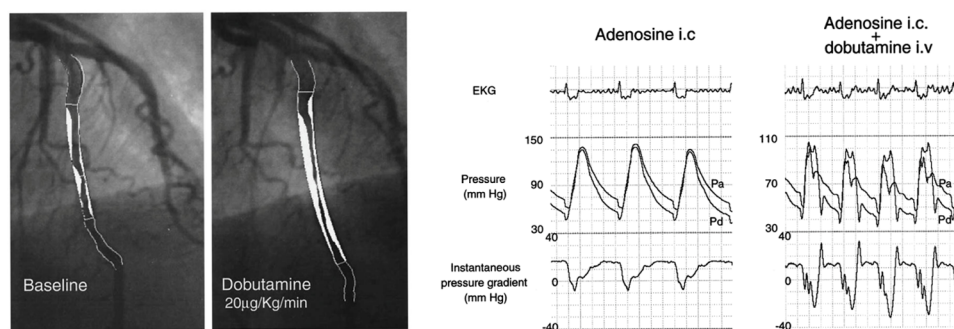 Baseline
Dobutamine
20µg/Kg/min
Adenosine i.c
Adenosine i.c.
+
dobutamine i.v
EKG
150
110
Pressure
(mm Hg)
90
Pa
Pd
30
70
Pa
50
Pd
30
40
40
Instantaneous
pressure gradient
(mm Hg)
0
0
-40
-40